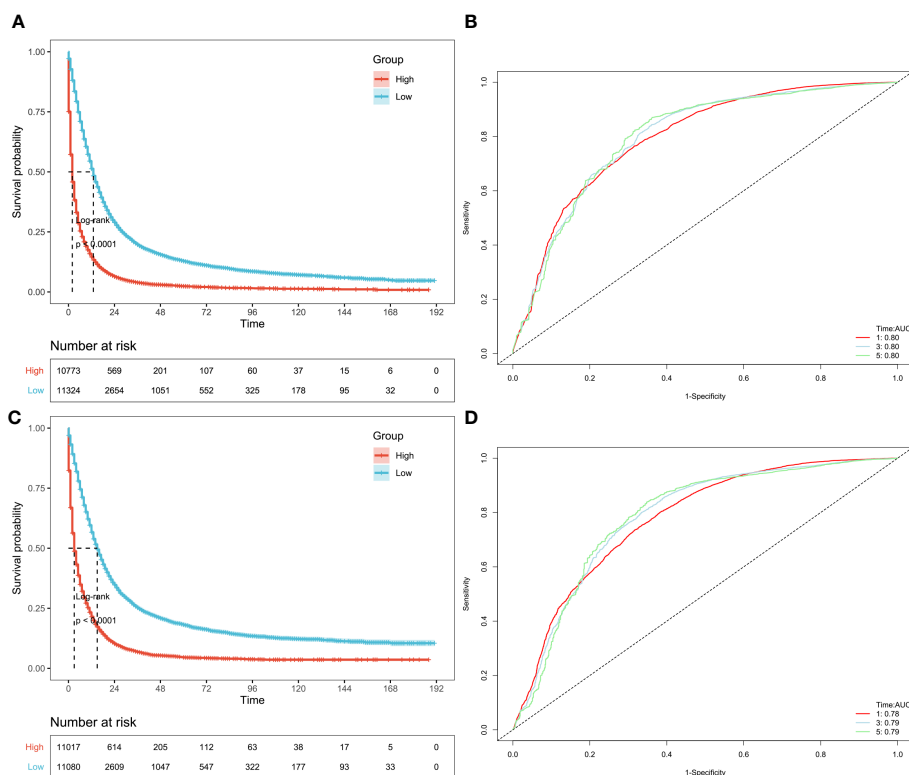 A
Group
High
Low
Survival probability
1.00
0.75
0.50
0.25
0.00
Log-rank
p < 0.0001
0 24 48 72 96 120 144 168 192
Time
Number at risk
High 10773 569 201 107 60 37 15 6 0
Low 11324 2654 1051 552 325 178 95 32 0
B
Sensitivity
1.0
0.8
0.6
0.4
0.2
0.0
Time:AUC
1: 0.80
3: 0.80
5: 0.80
0.0 0.2 0.4 0.6 0.8 1.0
1-Specificity
C
Group
High
Low
Survival probability
1.00
0.75
0.50
0.25
0.00
Log-rank
p < 0.0001
0 24 48 72 96 120 144 168 192
Time
Number at risk
High 11017 614 205 112 63 38 17 5 0
Low 11080 2609 1047 547 322 177 93 33 0
D
Sensitivity
1.0
0.8
0.6
0.4
0.2
0.0
Time:AUC
1: 0.78
3: 0.79
5: 0.79
0.0 0.2 0.4 0.6 0.8 1.0
1-Specificity